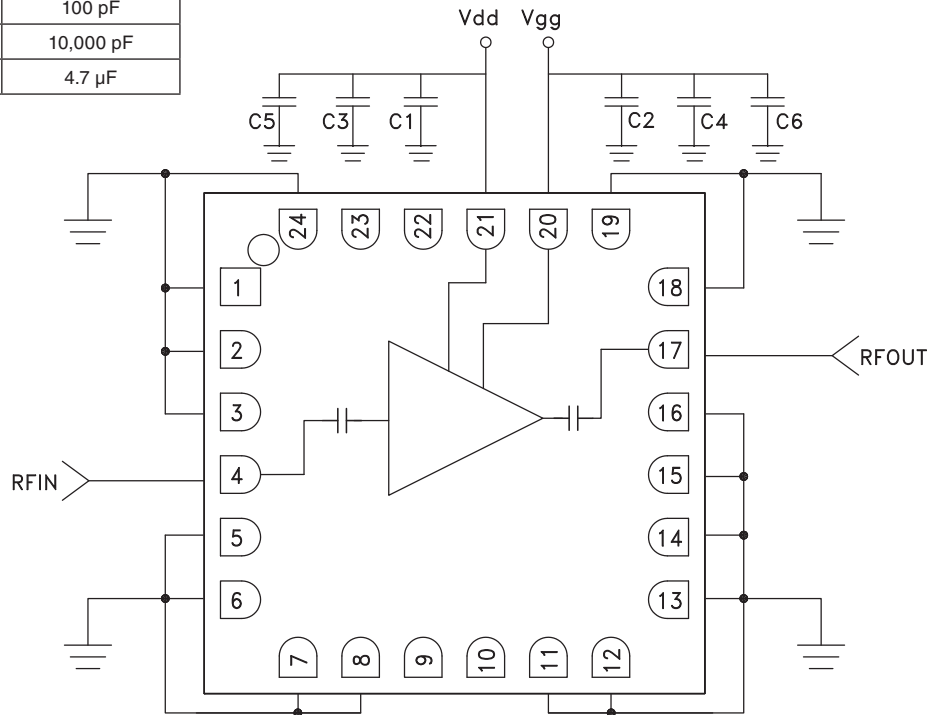 100 pF
10,000 pF
4.7 µF
Vdd Vgg
C5 C3 C1 C2 C4 C6
24 23 22 21 20 19
1 18
2 17 RFOUT
3 16
RFIN 4 15
5 14
6 13
7 8 9 10 11 12